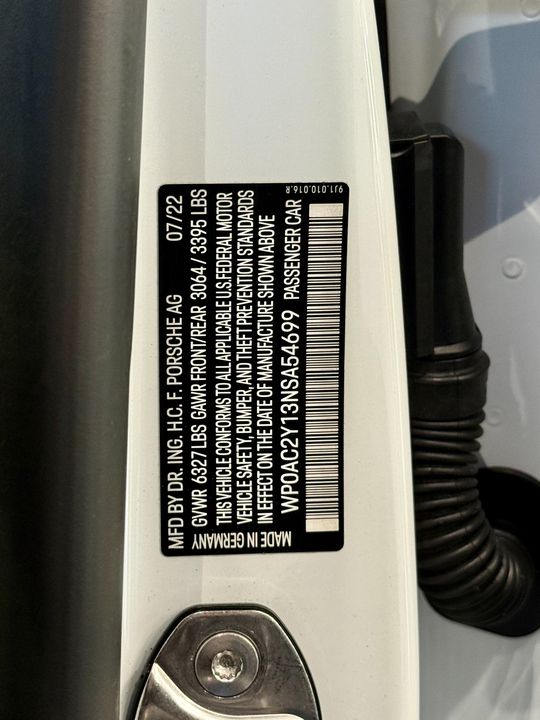 MFD BY DR. ING. H.C. F. PORSCHE AG 07/22
GVWR 6327 LBS GAWR FRONT/REAR 3064 / 3395 LBS
THIS VEHICLE CONFORMS TO ALL APPLICABLE U.S. FEDERAL MOTOR
VEHICLE SAFETY, BUMPER, AND THEFT PREVENTION STANDARDS
IN EFFECT ON THE DATE OF MANUFACTURE SHOWN ABOVE
WP0AC2Y13NSA54699 PASSENGER CAR
MADE IN GERMANY
9J1.010.016.R